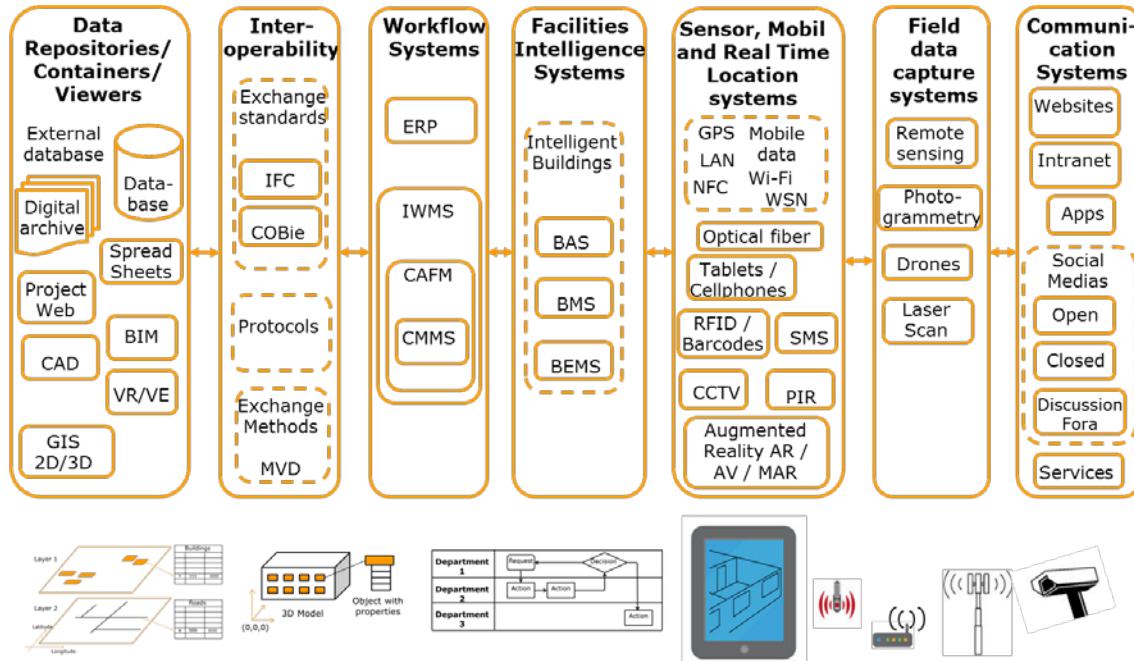 Data
Repositories/
Containers/
Viewers
External
database
Data-
base
Digital
archive
Spread
Sheets
Project
Web
BIM
CAD
VR/VE
GIS
2D/3D
Inter-
operability
Exchange
standards
IFC
COBie
Protocols
Exchange
Methods
MVD
Workflow
Systems
ERP
IWMS
CAFM
CMMS
Facilities
Intelligence
Systems
Intelligent
Buildings
BAS
BMS
BEMS
Sensor, Mobil
and Real Time
Location
systems
GPS
Mobile
data
LAN
Wi-Fi
NFC
WSN
Optical fiber
Tablets /
Cellphones
RFID /
Barcodes
SMS
CCTV
PIR
Augmented
Reality AR /
AV / MAR
Field
data
capture
systems
Remote
sensing
Photo-
grammetry
Drones
Laser
Scan
Communi-
cation
Systems
Websites
Intranet
Apps
Social
Medias
Open
Closed
Discussion
Fora
Services
Layer 1
Buildings
Layer 2
Roads
Latitude
Longitude
(0,0,0)
3D Model
Object with
properties
Department
1
Request
Decision
Department
2
Action
Action
Department
3
Action